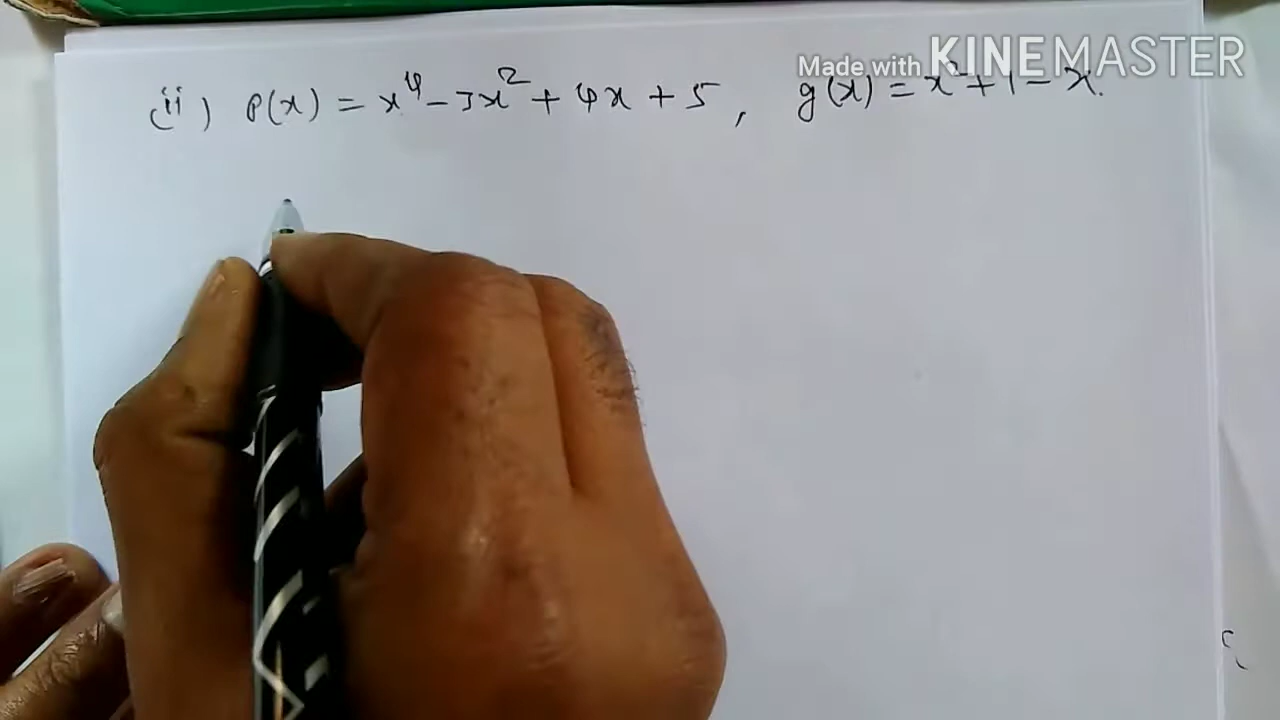 Made with KINEMASTER
(ii) p(x) = x⁴ - 3x² + 4x + 5 , g(x) = x² + 1 - x.